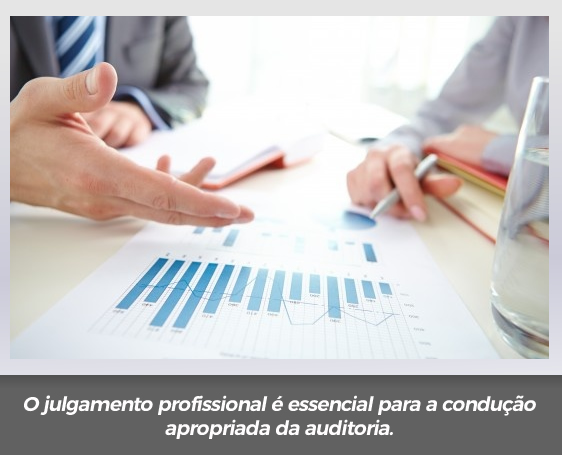 O julgamento profissional é essencial para a condução
apropriada da auditoria.